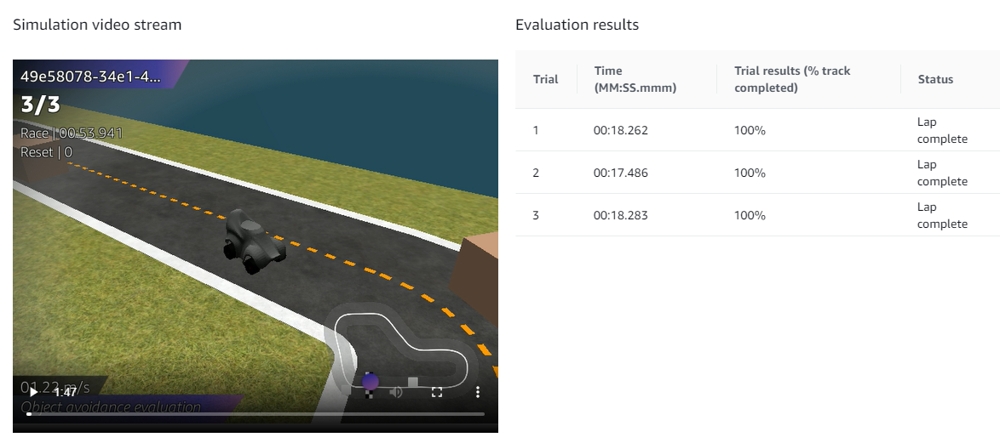 Simulation video stream
49e58078-34e1-4...
3/3
Race | 00:53.941
Reset | 0
01.22 m/s
1:47
Object avoidance evaluation
Evaluation results
Trial
Time (MM:SS.mmm)
Trial results (% track completed)
Status
1 00:18.262 100% Lap complete
2 00:17.486 100% Lap complete
3 00:18.283 100% Lap complete